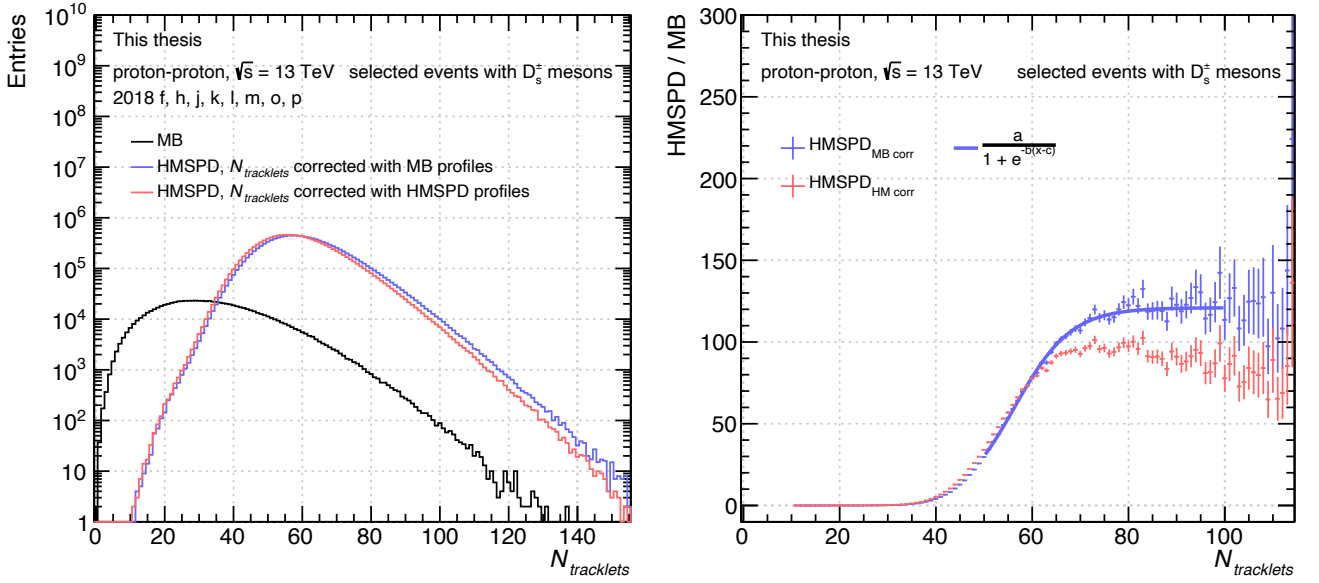 Entries
10^10
10^9
10^8
10^7
10^6
10^5
10^4
10^3
10^2
10
1
This thesis
proton-proton, √s = 13 TeV selected events with D_s^± mesons
2018 f, h, j, k, l, m, o, p
MB
HMSPD, N_tracklets corrected with MB profiles
HMSPD, N_tracklets corrected with HMSPD profiles
0 20 40 60 80 100 120 140
N_tracklets
HMSPD / MB
300
250
200
150
100
50
0
This thesis
proton-proton, √s = 13 TeV selected events with D_s^± mesons
HMSPD_MB corr
a
1 + e^-b(x-c)
HMSPD_HM corr
0 20 40 60 80 100
N_tracklets